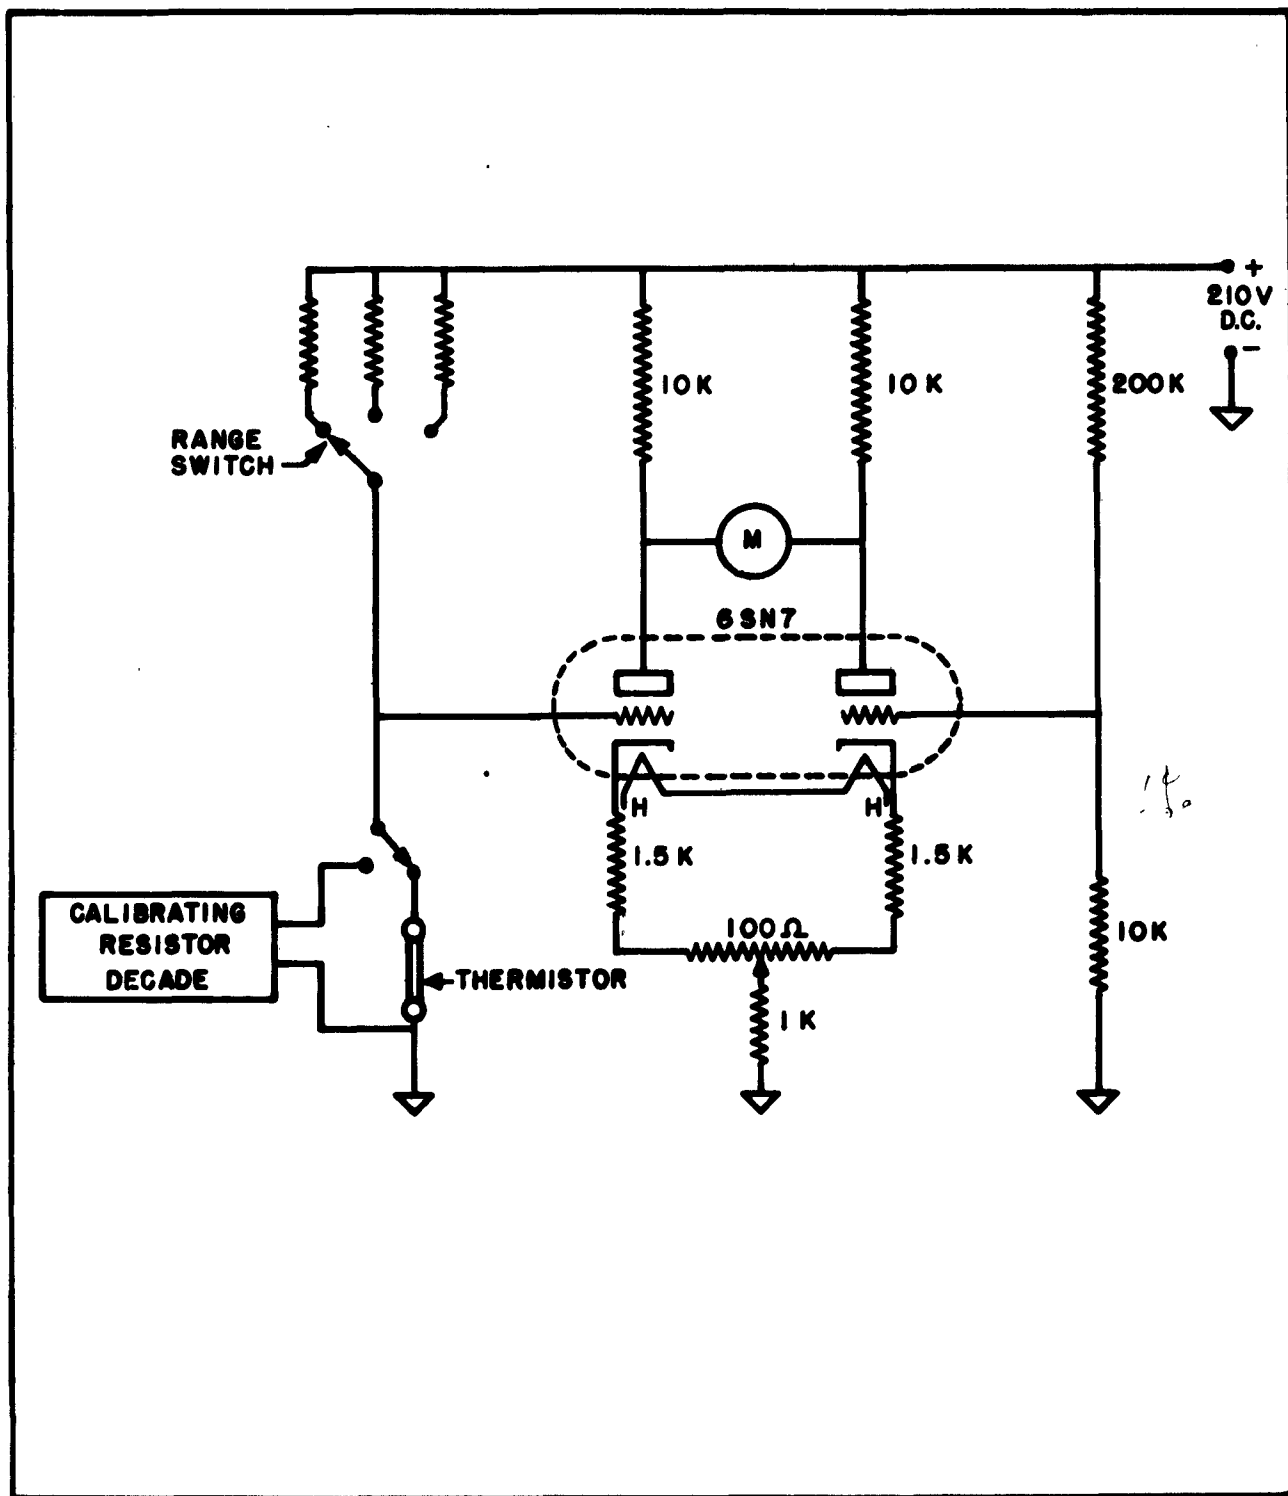 +
210V
D.C.
-
10K
10K
200K
RANGE
SWITCH
M
6SN7
H
H
1.5K
1.5K
CALIBRATING
RESISTOR
DECADE
100Ω
10K
THERMISTOR
1K